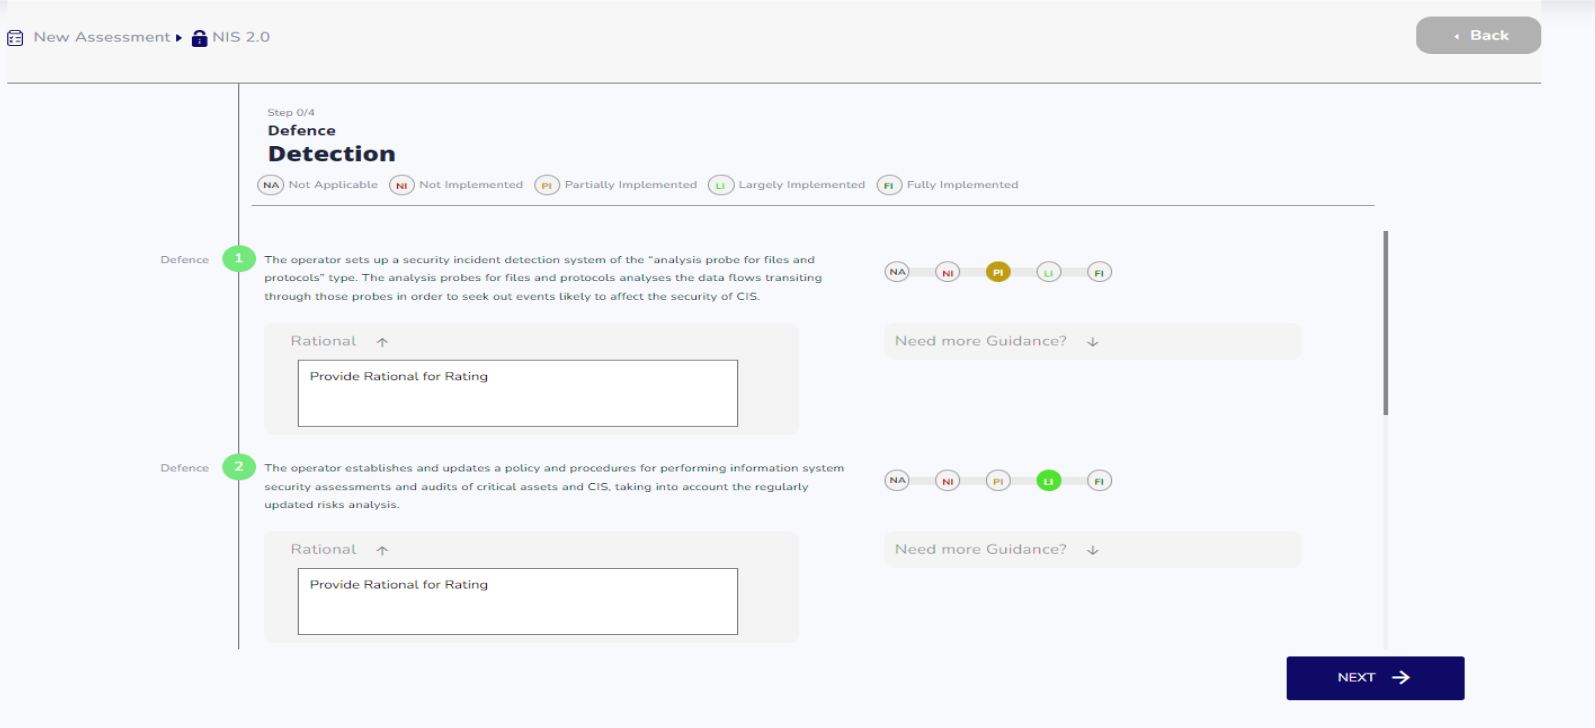 New Assessment NIS 2.0
Back
Step 0/4
Defence
Detection
NA Not Applicable NI Not Implemented PI Partially Implemented LI Largely Implemented FI Fully Implemented
Defence 1
The operator sets up a security incident detection system of the “analysis probe for files and
protocols” type. The analysis probes for files and protocols analyses the data flows transiting
through those probes in order to seek out events likely to affect the security of CIS.
NA NI PI LI FI
Rational
Provide Rational for Rating
Need more Guidance?
Defence 2
The operator establishes and updates a policy and procedures for performing information system
security assessments and audits of critical assets and CIS, taking into account the regularly
updated risks analysis.
NA NI PI LI FI
Rational
Provide Rational for Rating
Need more Guidance?
NEXT